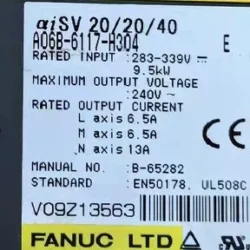 αiSV 20/20/40
A06B-6117-H304 E
RATED INPUT : 283-339V~
9.5kW
MAXIMUM OUTPUT VOLTAGE
: 240V~
RATED OUTPUT CURRENT
L axis 6.5A
M axis 6.5A
N axis 13A
MANUAL NO. : B-65282
STANDARD : EN50178. UL508C
V09Z13563
FANUC LTD